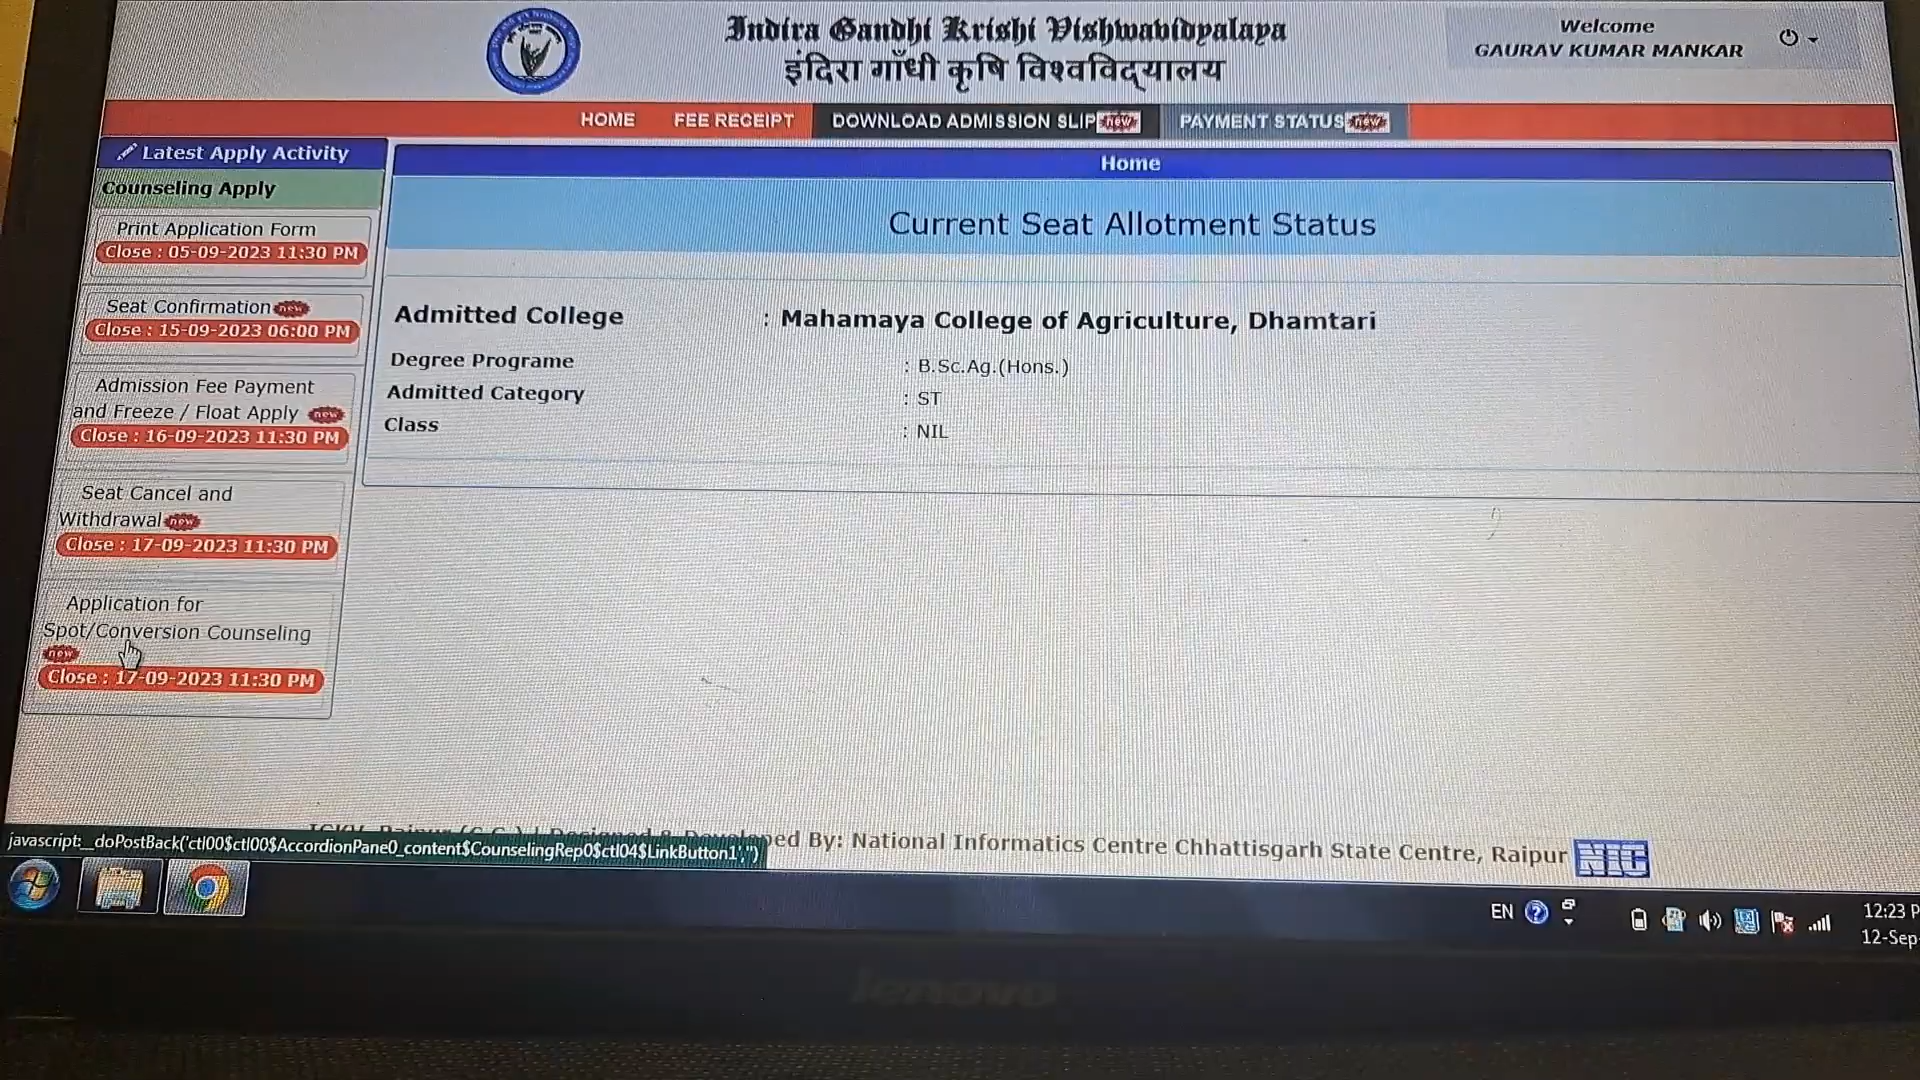 Indira Gandhi Krishi Vishwavidyalaya
इंदिरा गाँधी कृषि विश्वविद्यालय
Welcome
GAURAV KUMAR MANKAR
HOME FEE RECEIPT DOWNLOAD ADMISSION SLIP new PAYMENT STATUS new
Latest Apply Activity
Counseling Apply
Print Application Form
Close : 05-09-2023 11:30 PM
Seat Confirmation new
Close : 15-09-2023 06:00 PM
Admission Fee Payment
and Freeze / Float Apply new
Close : 16-09-2023 11:30 PM
Seat Cancel and
Withdrawal new
Close : 17-09-2023 11:30 PM
Application for
Spot/Conversion Counseling
new
Close : 17-09-2023 11:30 PM
Home
Current Seat Allotment Status
Admitted College : Mahamaya College of Agriculture, Dhamtari
Degree Programe : B.Sc.Ag.(Hons.)
Admitted Category : ST
Class : NIL
By: National Informatics Centre Chhattisgarh State Centre, Raipur NIC
javascript:__doPostBack('ctl00$ctl00$AccordionPane0_content$CounselingRep0$ctl04$LinkButton1','')
EN
12:23 P
12-Sep-
lenovo